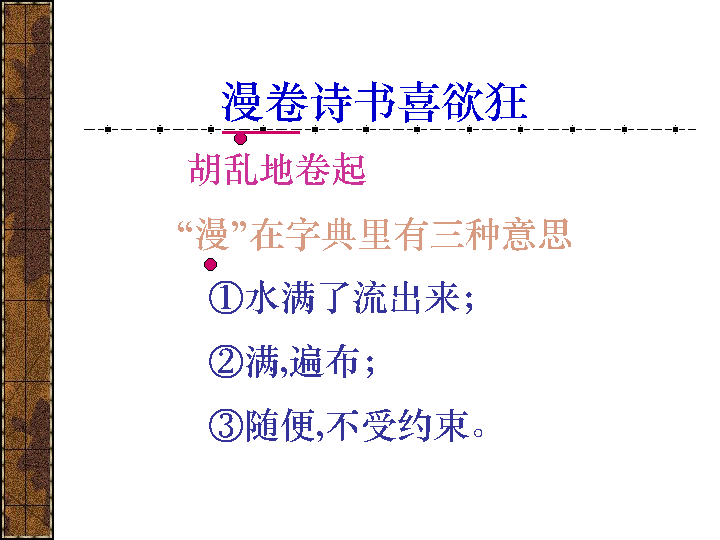 漫卷诗书喜欲狂
胡乱地卷起
“漫”在字典里有三种意思
①水满了流出来；
②满,遍布；
③随便,不受约束。